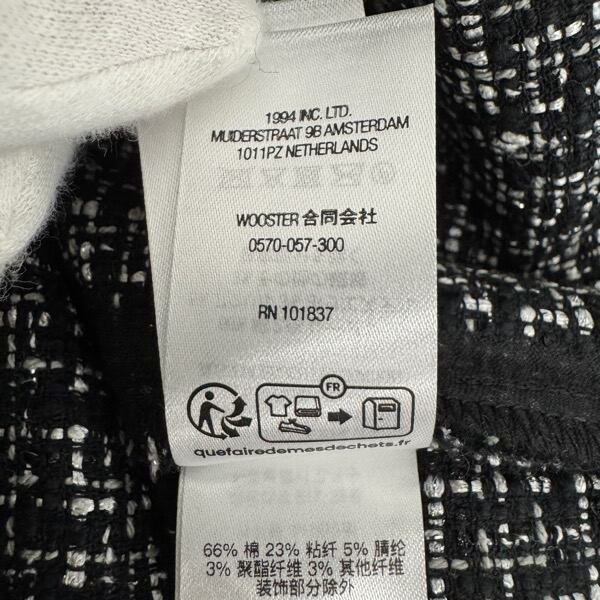 1994 INC. LTD.
MUIDERSTRAAT 9B AMSTERDAM
1011PZ NETHERLANDS
WOOSTER 合同会社
0570-057-300
RN 101837
FR
quefairedemesdechets.fr
66% 棉 23% 粘纤 5% 腈纶
3% 聚酯纤维 3% 其他纤维
装饰部分除外